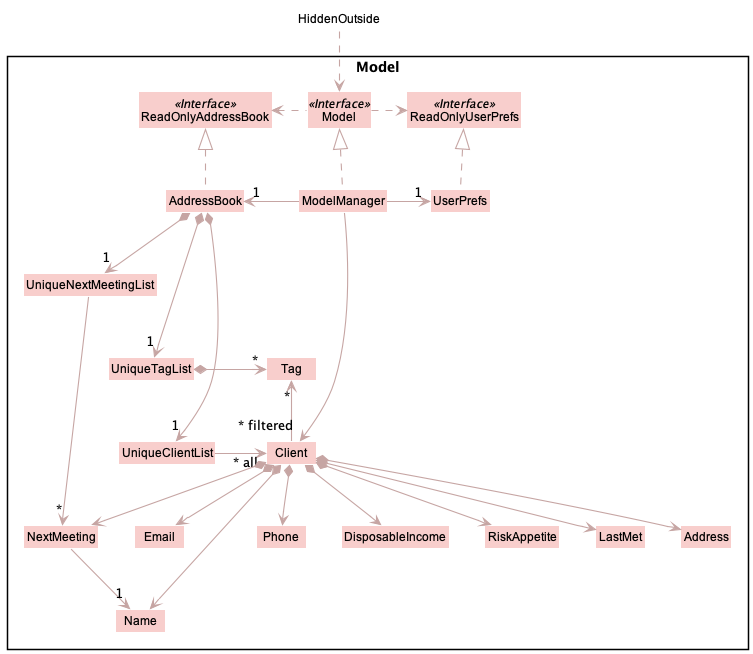 HiddenOutside
Model
«Interface»
ReadOnlyAddressBook
«Interface»
Model
«Interface»
ReadOnlyUserPrefs
AddressBook
1
ModelManager
1
UserPrefs
1
UniqueNextMeetingList
1
UniqueTagList
*
Tag
*
1
* filtered
UniqueClientList
* all
Client
*
NextMeeting
Email
Phone
DisposableIncome
RiskAppetite
LastMet
Address
1
Name